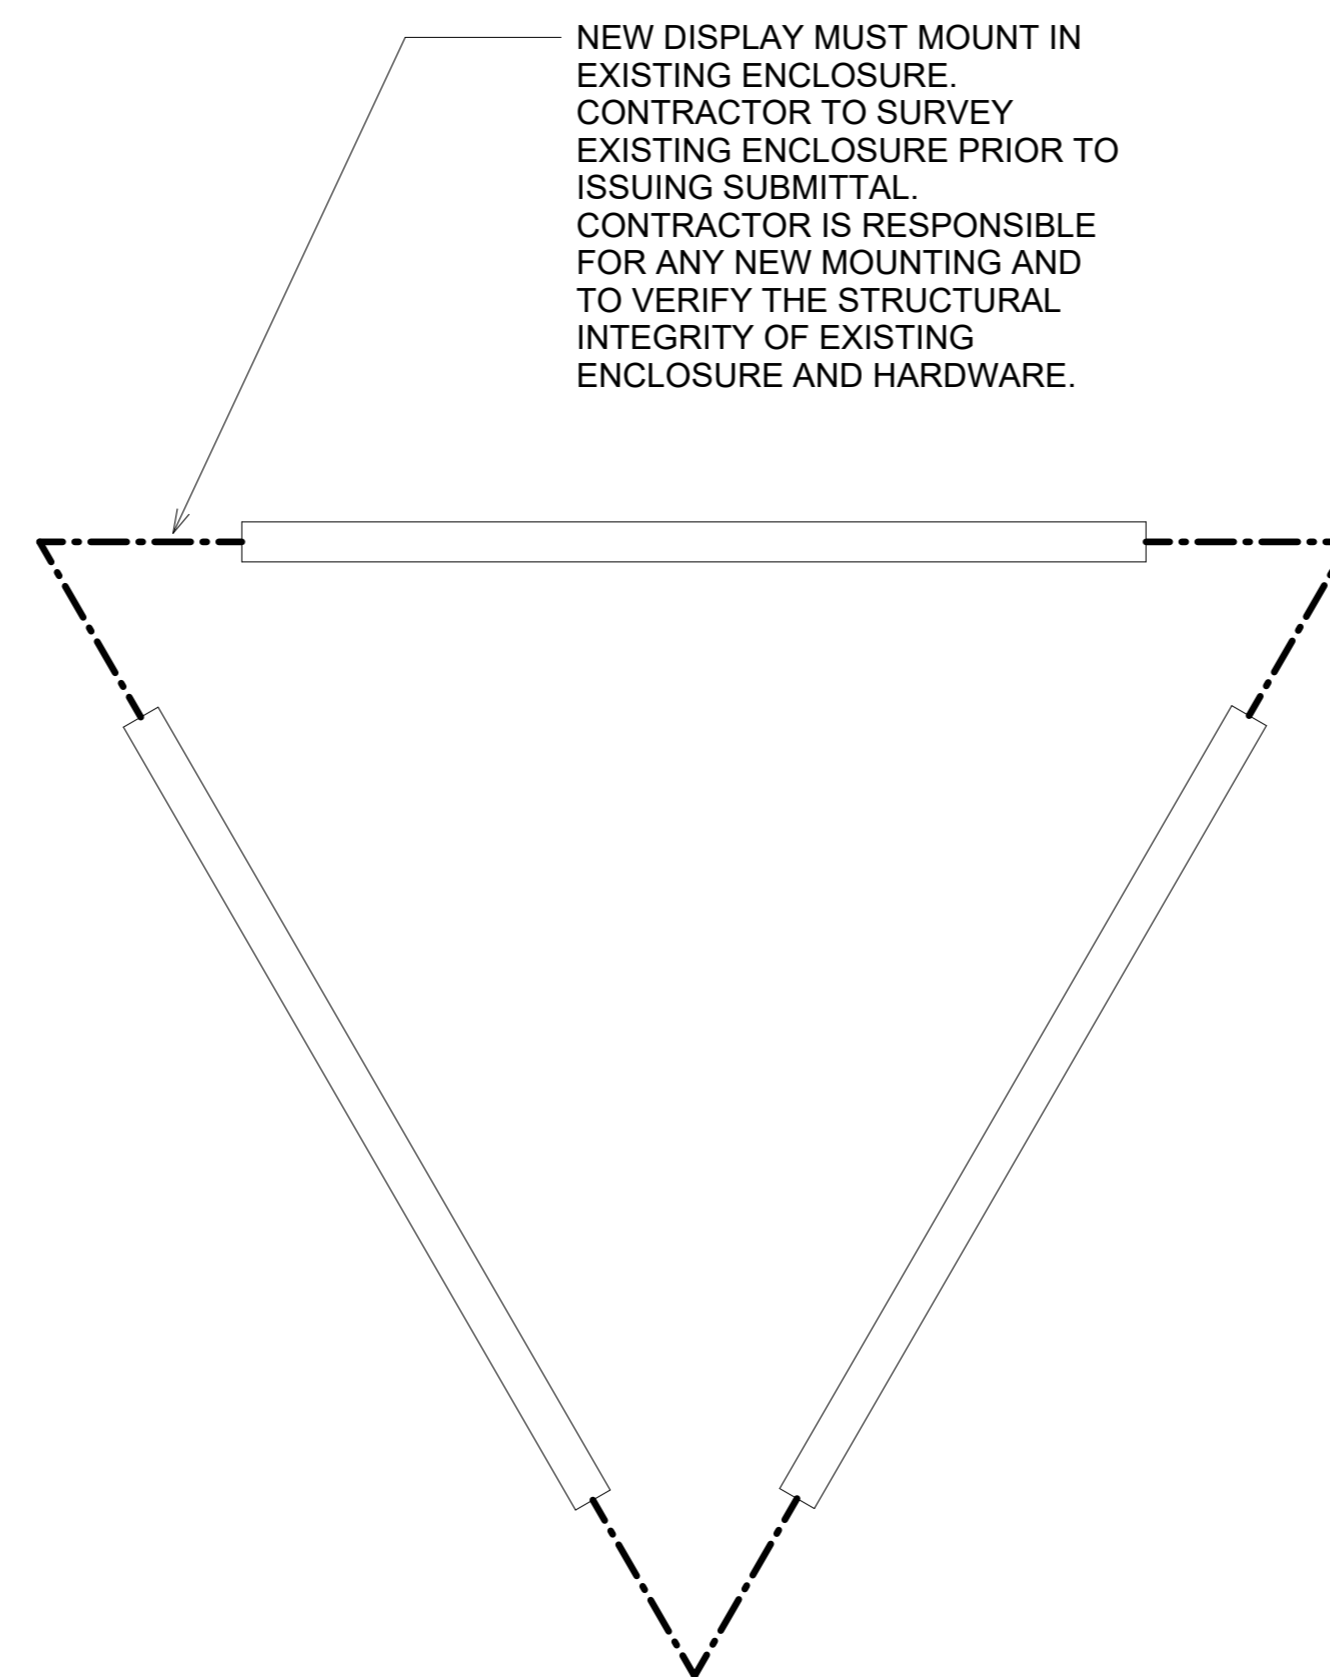 NEW DISPLAY MUST MOUNT IN
EXISTING ENCLOSURE.
CONTRACTOR TO SURVEY
EXISTING ENCLOSURE PRIOR TO
ISSUING SUBMITTAL.
CONTRACTOR IS RESPONSIBLE
FOR ANY NEW MOUNTING AND
TO VERIFY THE STRUCTURAL
INTEGRITY OF EXISTING
ENCLOSURE AND HARDWARE.